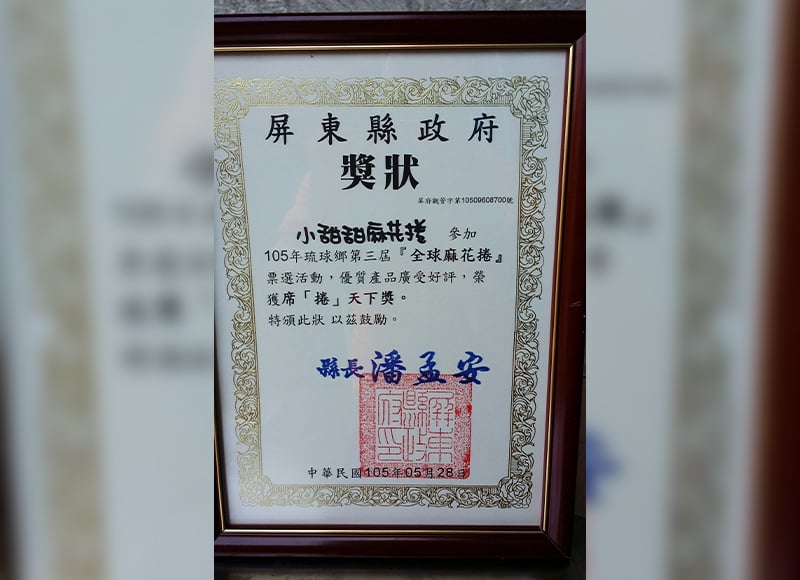 屏東縣政府
獎狀
屏府觀管字第10509608700號
小甜甜麻花捲 參加
105年琉球鄉第三屆『全球麻花捲』
票選活動，優質產品廣受好評，榮
獲席「捲」天下獎。
特頒此狀 以茲鼓勵。
縣長 潘孟安
屏東縣政府印
中華民國105年05月28日